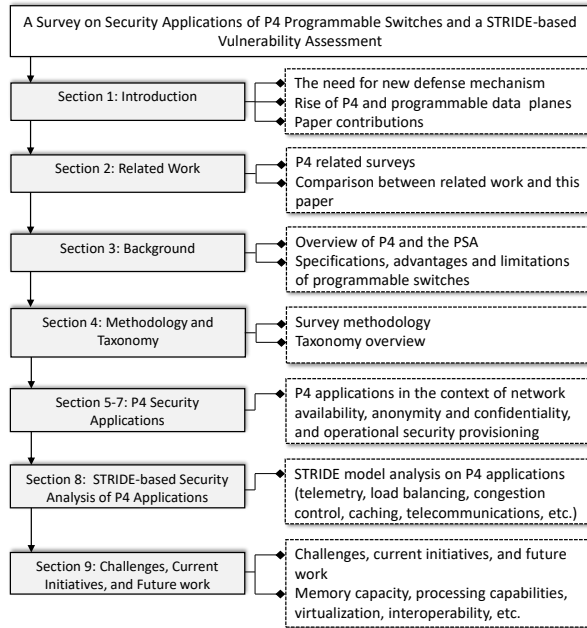 A Survey on Security Applications of P4 Programmable Switches and a STRIDE-based
Vulnerability Assessment
Section 1: Introduction
The need for new defense mechanism
Rise of P4 and programmable data planes
Paper contributions
Section 2: Related Work
P4 related surveys
Comparison between related work and this
paper
Section 3: Background
Overview of P4 and the PSA
Specifications, advantages and limitations
of programmable switches
Section 4: Methodology and
Taxonomy
Survey methodology
Taxonomy overview
Section 5-7: P4 Security
Applications
P4 applications in the context of network
availability, anonymity and confidentiality,
and operational security provisioning
Section 8: STRIDE-based Security
Analysis of P4 Applications
STRIDE model analysis on P4 applications
(telemetry, load balancing, congestion
control, caching, telecommunications, etc.)
Section 9: Challenges, Current
Initiatives, and Future work
Challenges, current initiatives, and future
work
Memory capacity, processing capabilities,
virtualization, interoperability, etc.